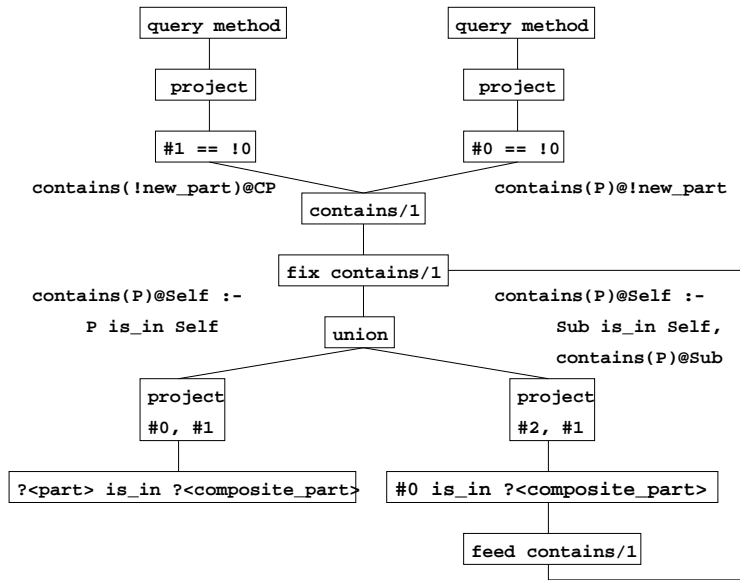 query method
query method
project
project
#1 == !0
#0 == !0
contains(!new_part)@CP
contains(P)@!new_part
contains/1
fix contains/1
contains(P)@Self :-
P is_in Self
contains(P)@Self :-
Sub is_in Self,
contains(P)@Sub
union
project
#0, #1
project
#2, #1
?<part> is_in ?<composite_part>
#0 is_in ?<composite_part>
feed contains/1